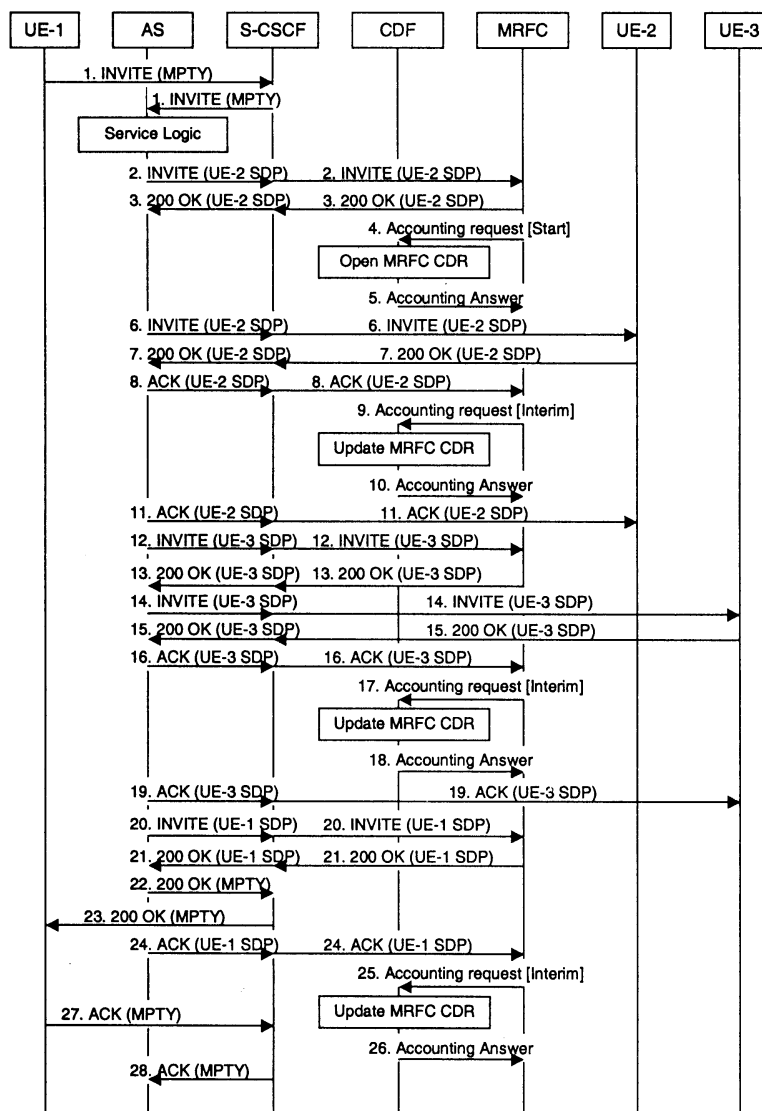 UE-1 AS S-CSCF CDF MRFC UE-2 UE-3
1. INVITE (MPTY)
1. INVITE (MPTY)
Service Logic
2. INVITE (UE-2 SDP) 2. INVITE (UE-2 SDP)
3. 200 OK (UE-2 SDP) 3. 200 OK (UE-2 SDP)
4. Accounting request [Start]
Open MRFC CDR
5. Accounting Answer
6. INVITE (UE-2 SDP) 6. INVITE (UE-2 SDP)
7. 200 OK (UE-2 SDP) 7. 200 OK (UE-2 SDP)
8. ACK (UE-2 SDP) 8. ACK (UE-2 SDP)
9. Accounting request [Interim]
Update MRFC CDR
10. Accounting Answer
11. ACK (UE-2 SDP) 11. ACK (UE-2 SDP)
12. INVITE (UE-3 SDP) 12. INVITE (UE-3 SDP)
13. 200 OK (UE-3 SDP) 13. 200 OK (UE-3 SDP)
14. INVITE (UE-3 SDP) 14. INVITE (UE-3 SDP)
15. 200 OK (UE-3 SDP) 15. 200 OK (UE-3 SDP)
16. ACK (UE-3 SDP) 16. ACK (UE-3 SDP)
17. Accounting request [Interim]
Update MRFC CDR
18. Accounting Answer
19. ACK (UE-3 SDP) 19. ACK (UE-3 SDP)
20. INVITE (UE-1 SDP) 20. INVITE (UE-1 SDP)
21. 200 OK (UE-1 SDP) 21. 200 OK (UE-1 SDP)
22. 200 OK (MPTY)
23. 200 OK (MPTY)
24. ACK (UE-1 SDP) 24. ACK (UE-1 SDP)
25. Accounting request [Interim]
27. ACK (MPTY) Update MRFC CDR
26. Accounting Answer
28. ACK (MPTY)